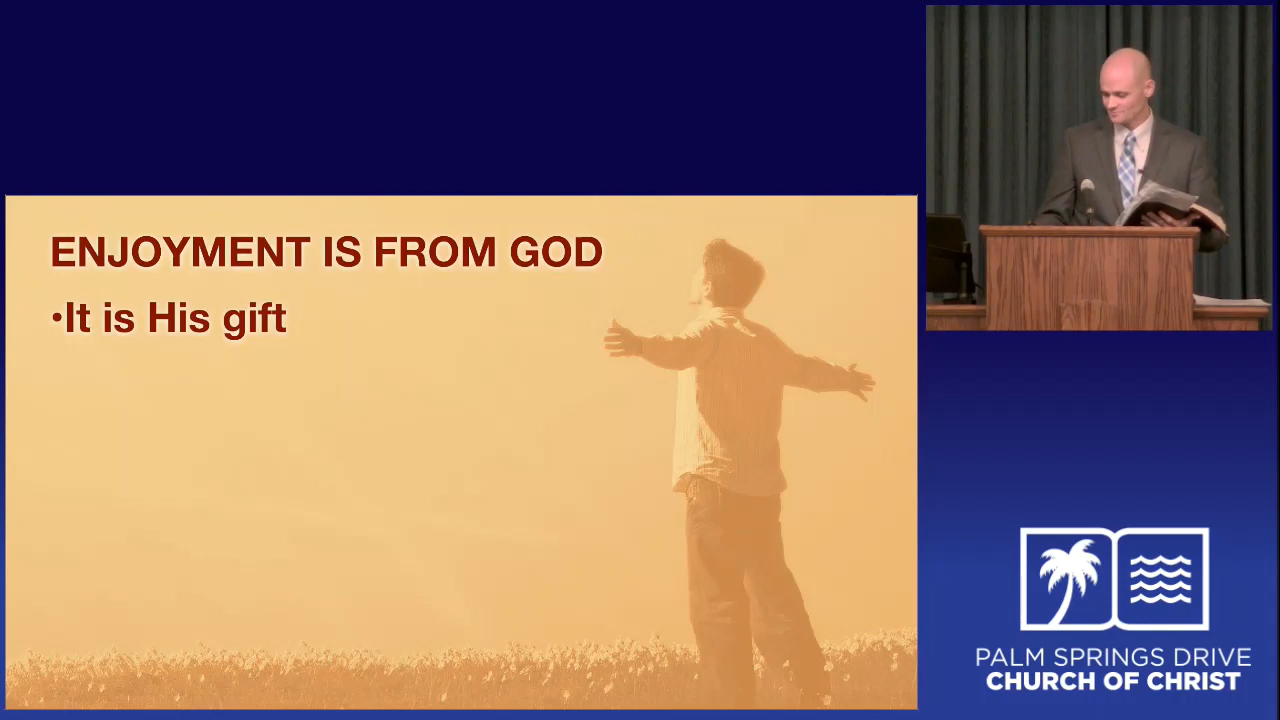 ENJOYMENT IS FROM GOD
•It is His gift
PALM SPRINGS DRIVE
CHURCH OF CHRIST